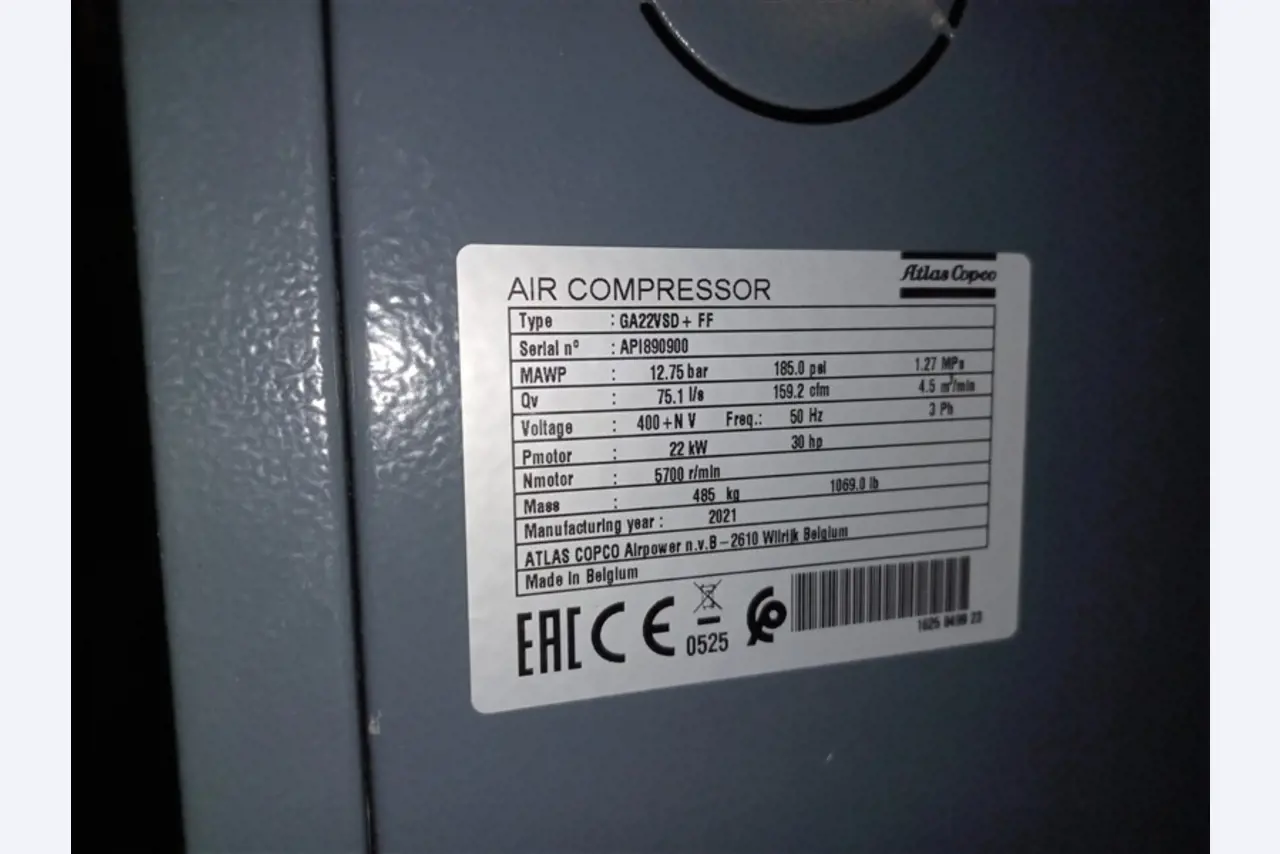 Atlas Copco
AIR COMPRESSOR
Type : GA22VSD+ FF
Serial nº : API890900
MAWP : 12.75 bar 185.0 psi 1.27 MPa
Qv : 75.1 l/s 159.2 cfm 4.5 m³/min
Voltage : 400+N V Freq.: 50 Hz 3 Ph
Pmotor : 22 kW 30 hp
Nmotor : 5700 r/min
Mass : 485 kg 1069.0 lb
Manufacturing year : 2021
ATLAS COPCO Airpower n.v.B-2610 Wilrijk Belgium
Made in Belgium
EAC CE 0525